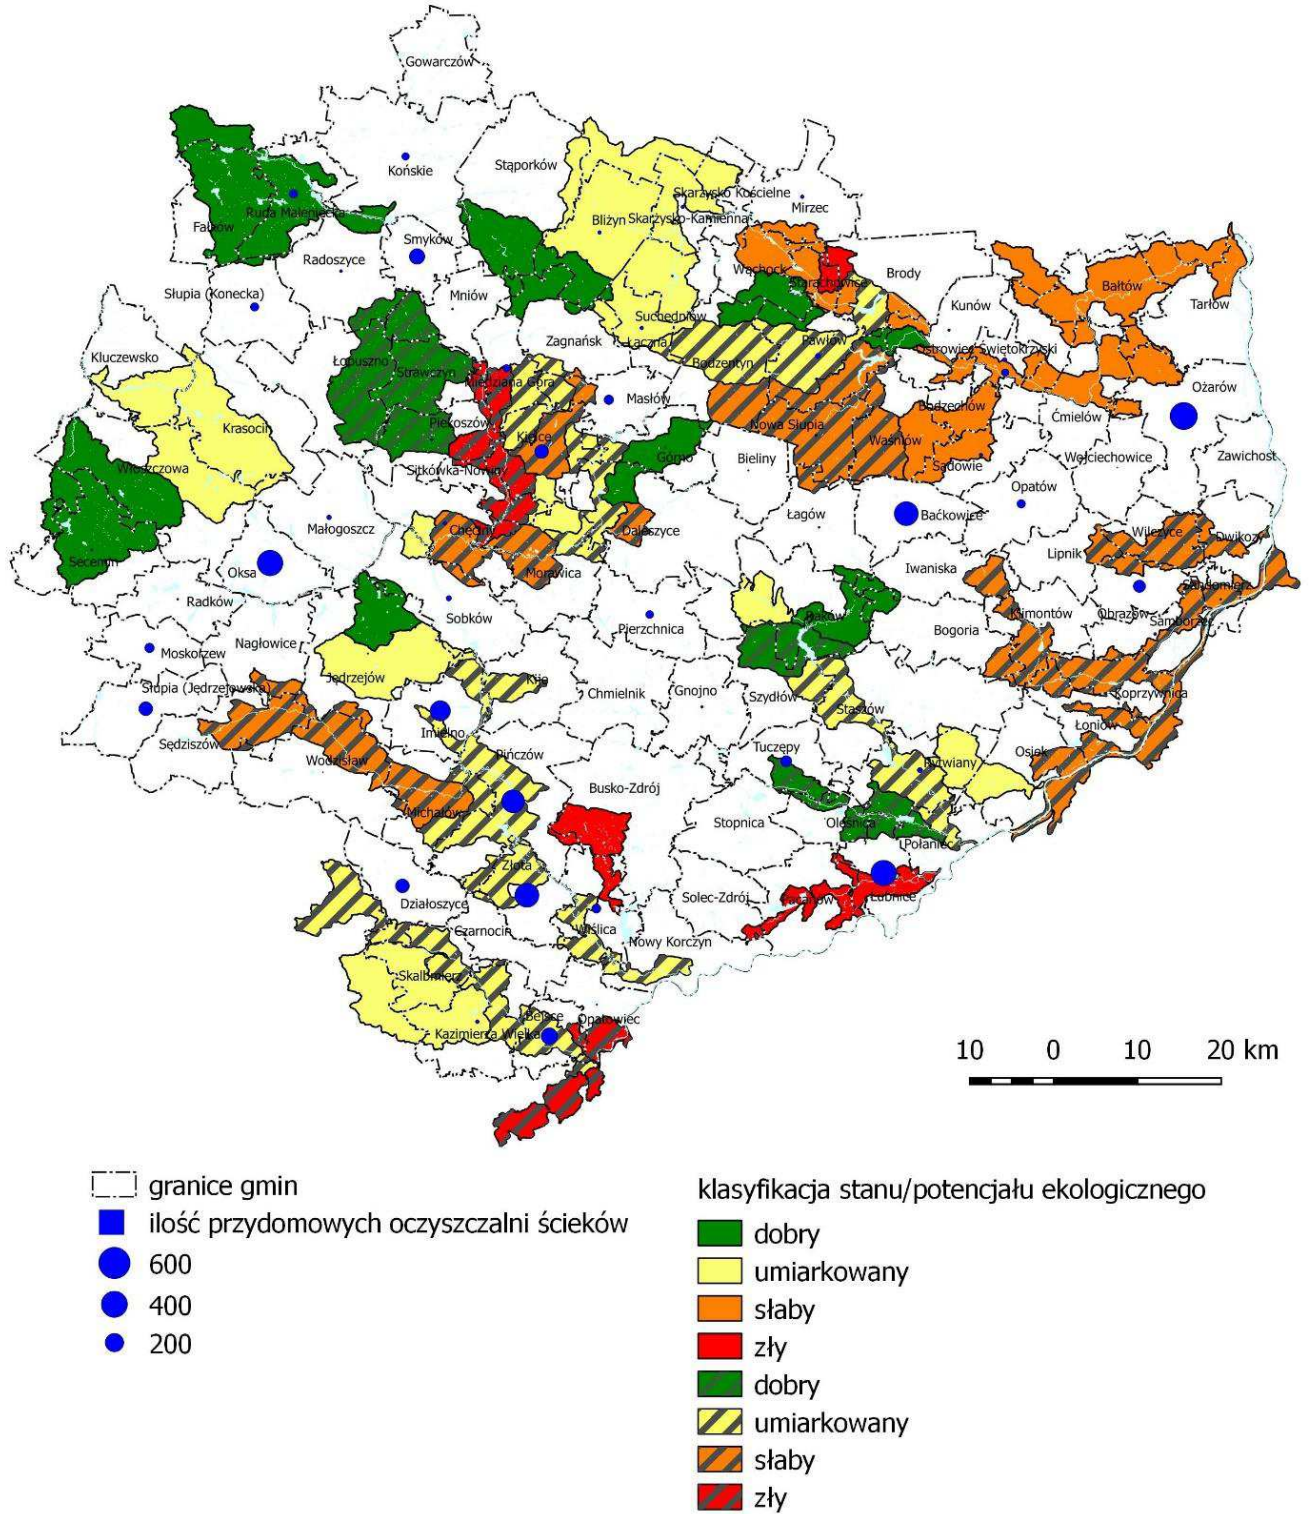 Gowarczów
Końskie
Stąporków
Skarżysko Kościelne
Mirzec
Ruda Maleniecka
Fałków
Bliżyn
Skarżysko-Kamienna
Smyków
Radoszyce
Wąchock
Starachowice
Brody
Bałtów
Tarłów
Słupia (Konecka)
Mniów
Kunów
Suchedniów
Zagnańsk
Łączna
Pawłów
Ostrowiec Świętokrzyski
Kluczewsko
Łopuszno
Strawczyn
Bodzentyn
Miedziana Góra
Masłów
Ożarów
Krasocin
Piekoszów
Kielce
Nowa Słupia
Bodzechów
Ćmielów
Waśniów
Włoszczowa
Sitkówka-Nowiny
Górno
Bieliny
Sadowie
Wojciechowice
Zawichost
Opatów
Małogoszcz
Chęciny
Daleszyce
Łagów
Baćkowice
Wilczyce
Dwikozy
Secemin
Oksa
Morawica
Iwaniska
Lipnik
Sandomierz
Radków
Sobków
Pierzchnica
Raków
Klimontów
Obrazów
Samborzec
Nagłowice
Moskorzew
Bogoria
Słupia (Jędrzejowska)
Jędrzejów
Kije
Chmielnik
Gnojno
Szydłów
Staszów
Koprzywnica
Łoniów
Sędziszów
Imielno
Wodzisław
Pińczów
Tuczępy
Rytwiany
Osiek
Busko-Zdrój
Michałów
Stopnica
Oleśnica
Połaniec
Złota
Działoszyce
Solec-Zdrój
Pacanów
Łubnice
Czarnocin
Wiślica
Nowy Korczyn
Skalbmierz
Kazimierza Wielka
Bejsce
Opatowiec
10 0 10 20 km
granice gmin
ilość przydomowych oczyszczalni ścieków
600
400
200
klasyfikacja stanu/potencjału ekologicznego
dobry
umiarkowany
słaby
zły
dobry
umiarkowany
słaby
zły